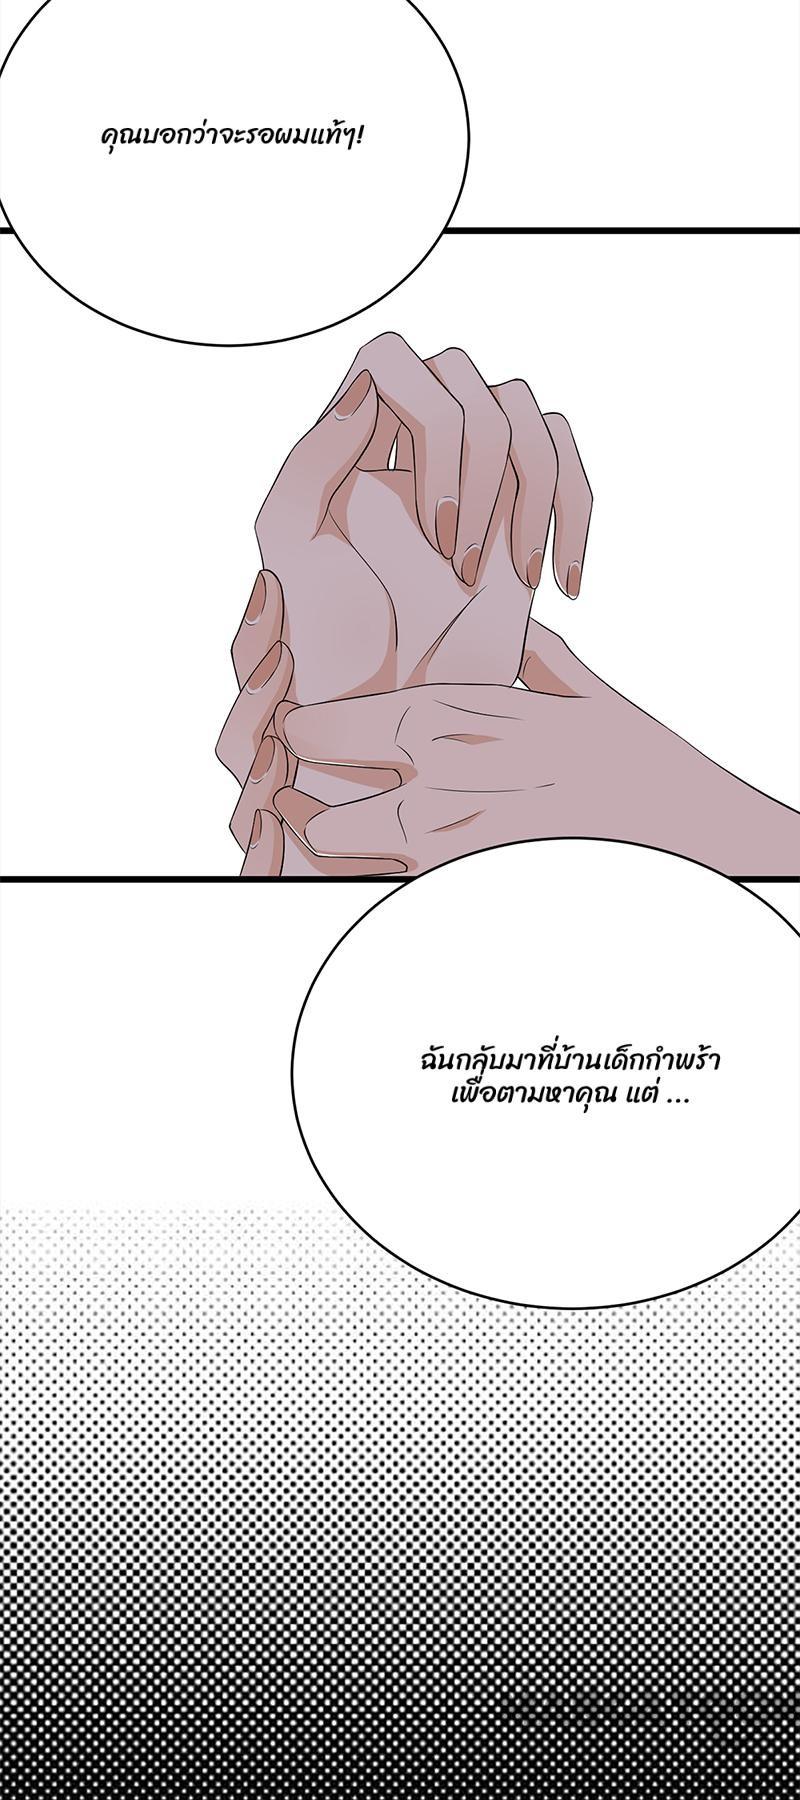 คุณบอกว่าจะรอผมแท้ๆ!
ฉันกลับมาที่บ้านเด็กกำพร้า
เพื่อตามหาคุณ แต่ ...